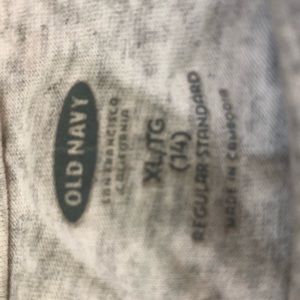 OLD NAVY
SAN FRANCISCO
CALIFORNIA
XL/TG
(14)
REGULAR-STANDARD
MADE IN CAMBODIA